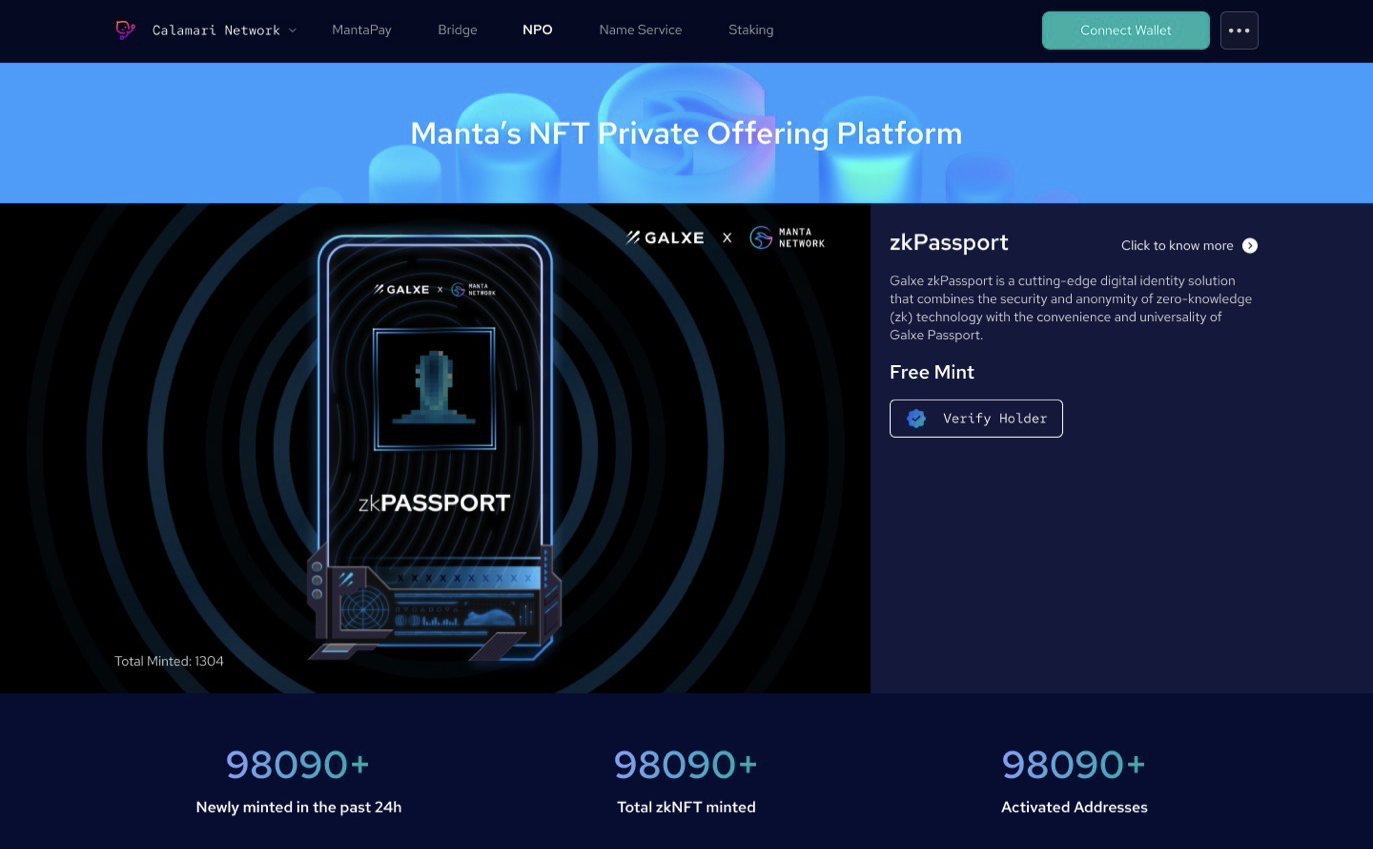 Calamari Network
MantaPay
Bridge
NPO
Name Service
Staking
Connect Wallet
Manta's NFT Private Offering Platform
GALXE X MANTA NETWORK
GALXE X MANTA NETWORK
zkPASSPORT
X X X X X X X X X X
Total Minted: 1304
zkPassport
Click to know more
Galxe zkPassport is a cutting-edge digital identity solution
that combines the security and anonymity of zero-knowledge
(zk) technology with the convenience and universality of
Galxe Passport.
Free Mint
Verify Holder
98090+
Newly minted in the past 24h
98090+
Total zkNFT minted
98090+
Activated Addresses